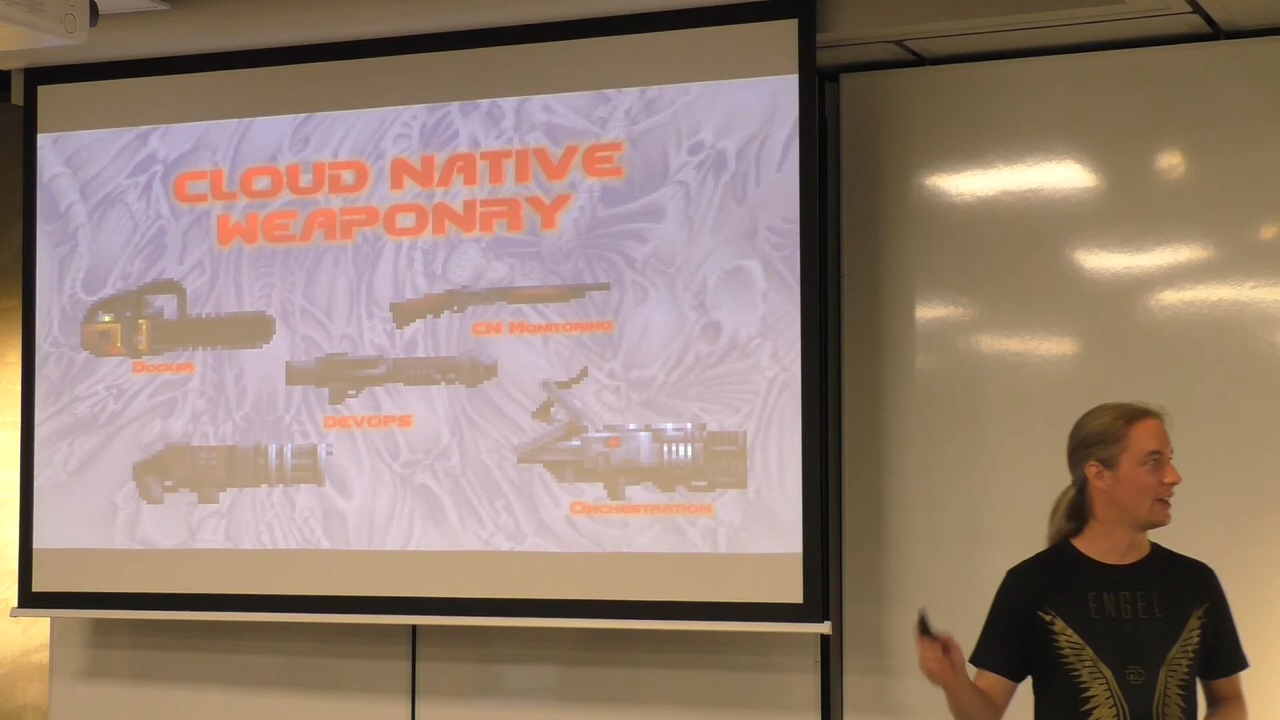 CLOUD NATIVE
WEAPONRY
CN MONITORING
DOCKER
DEVOPS
ORCHESTRATION
ENGEL